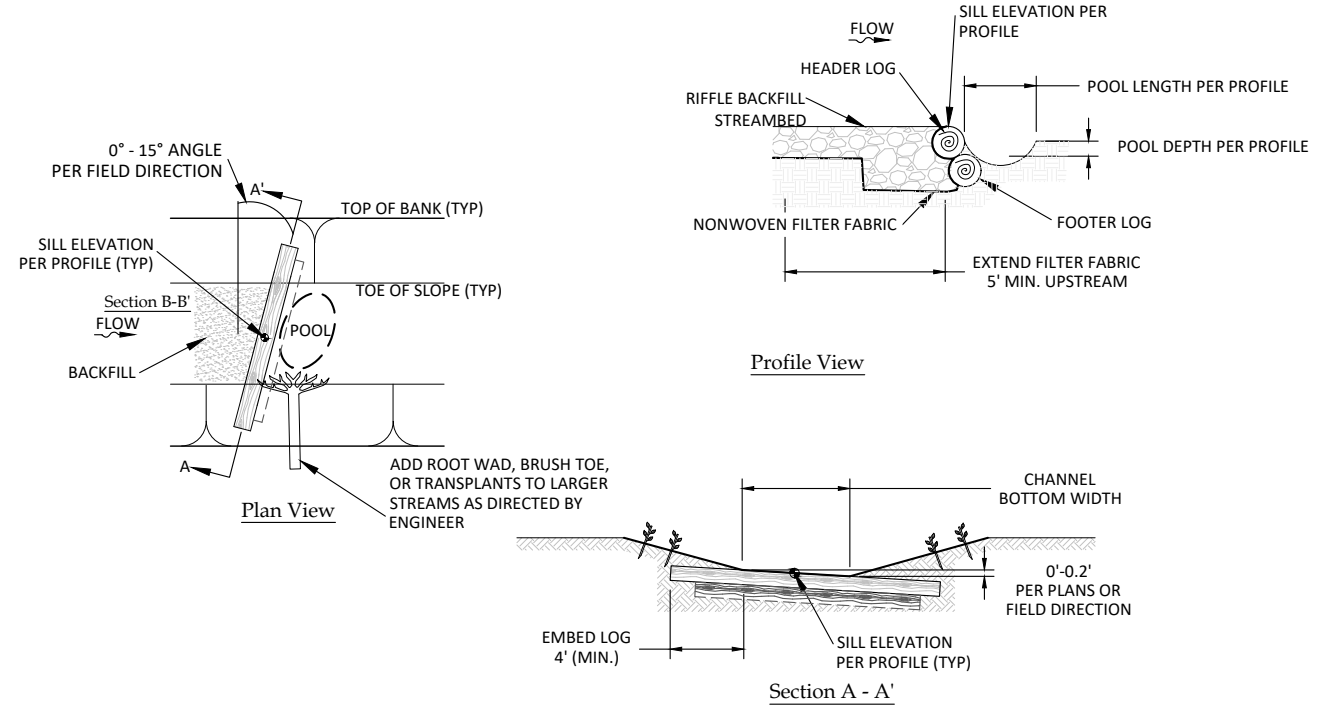 0° - 15° ANGLE
PER FIELD DIRECTION
A'
TOP OF BANK (TYP)
SILL ELEVATION
PER PROFILE (TYP)
TOE OF SLOPE (TYP)
Section B-B'
FLOW
POOL
BACKFILL
A
ADD ROOT WAD, BRUSH TOE,
OR TRANSPLANTS TO LARGER
STREAMS AS DIRECTED BY
ENGINEER
Plan View
SILL ELEVATION PER
PROFILE
FLOW
HEADER LOG
POOL LENGTH PER PROFILE
RIFFLE BACKFILL
STREAMBED
POOL DEPTH PER PROFILE
NONWOVEN FILTER FABRIC
FOOTER LOG
EXTEND FILTER FABRIC
5' MIN. UPSTREAM
Profile View
CHANNEL
BOTTOM WIDTH
0'-0.2'
PER PLANS OR
FIELD DIRECTION
EMBED LOG
4' (MIN.)
SILL ELEVATION
PER PROFILE (TYP)
Section A - A'